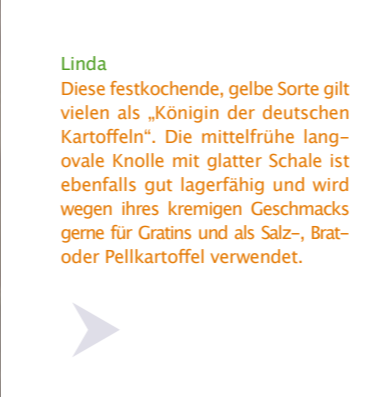 Linda
Diese festkochende, gelbe Sorte gilt
vielen als „Königin der deutschen
Kartoffeln“. Die mittelfrühe lang-
ovale Knolle mit glatter Schale ist
ebenfalls gut lagerfähig und wird
wegen ihres kremigen Geschmacks
gerne für Gratins und als Salz-, Brat-
oder Pellkartoffel verwendet.